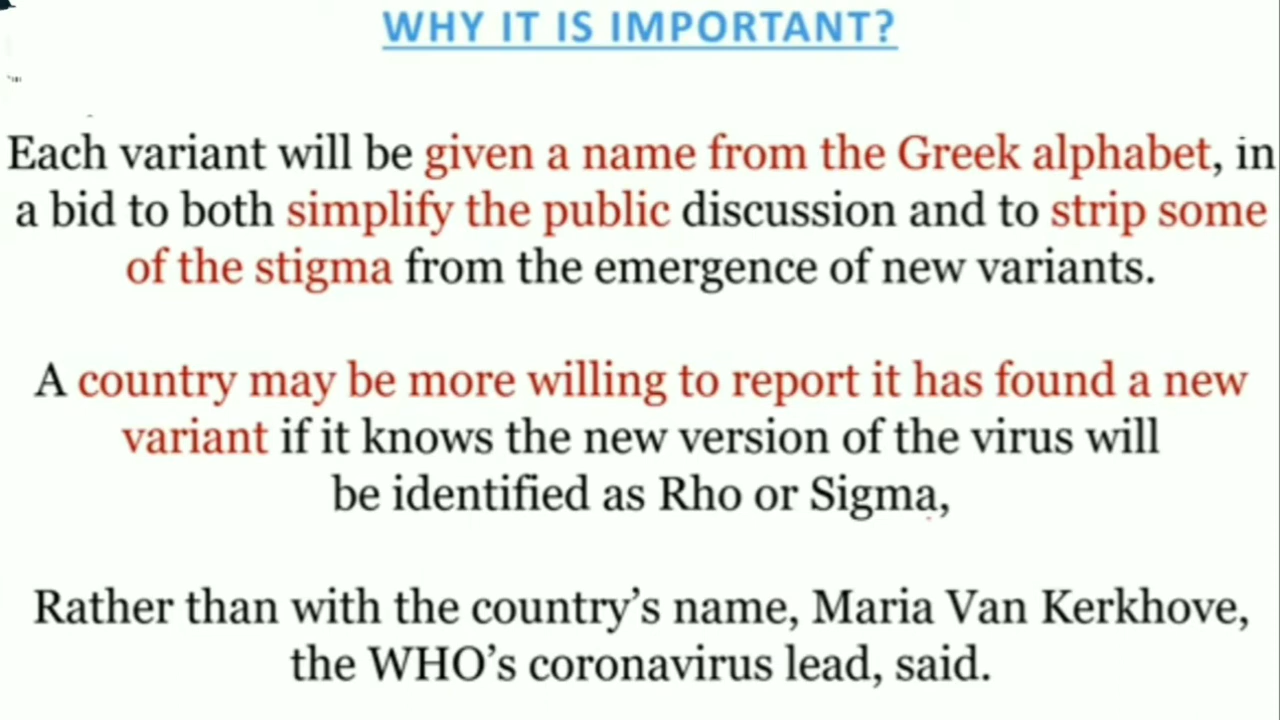 WHY IT IS IMPORTANT?
Each variant will be given a name from the Greek alphabet, in
a bid to both simplify the public discussion and to strip some
of the stigma from the emergence of new variants.
A country may be more willing to report it has found a new
variant if it knows the new version of the virus will
be identified as Rho or Sigma,
Rather than with the country’s name, Maria Van Kerkhove,
the WHO’s coronavirus lead, said.